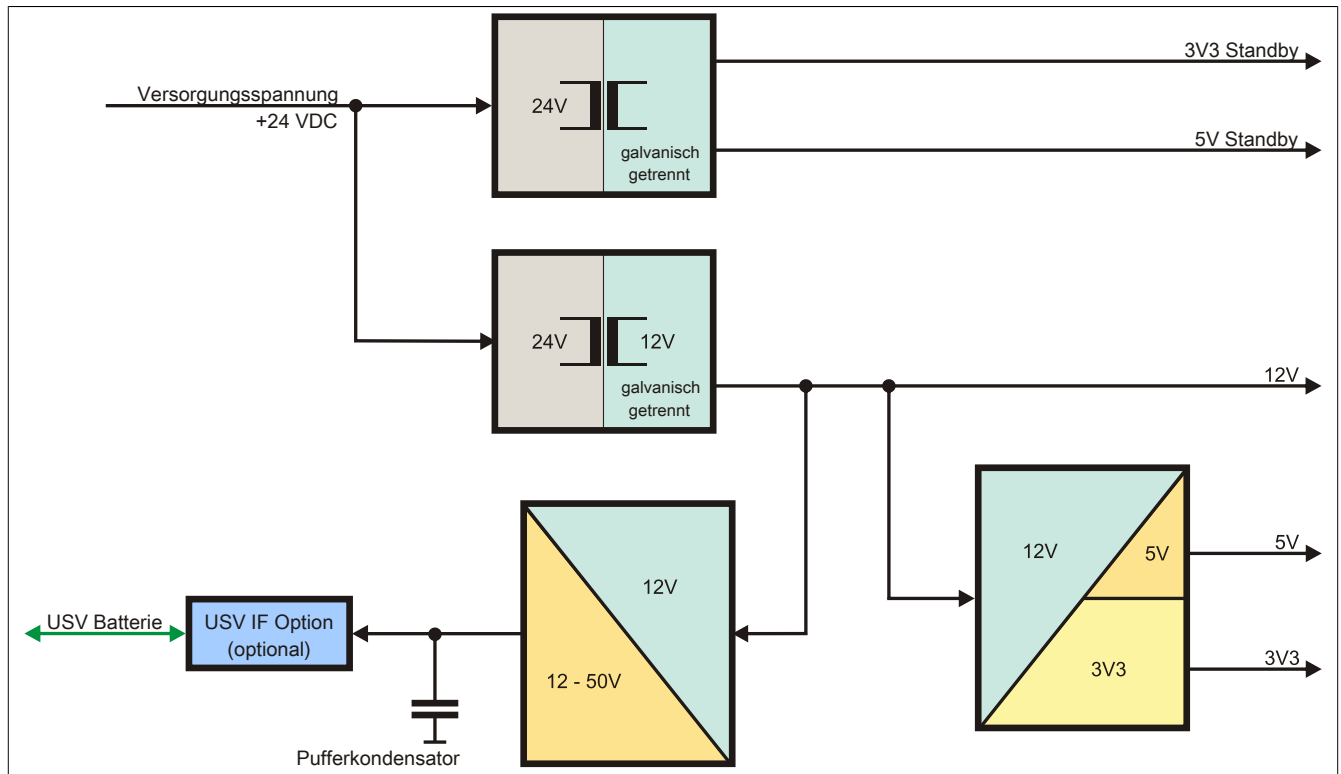 3V3 Standby
Versorgungsspannung
+24 VDC
24V
5V Standby
galvanisch
getrennt
24V
12V
12V
galvanisch
getrennt
12V
5V
5V
12V
USV Batterie
USV IF Option
(optional)
3V3
3V3
12 - 50V
Pufferkondensator